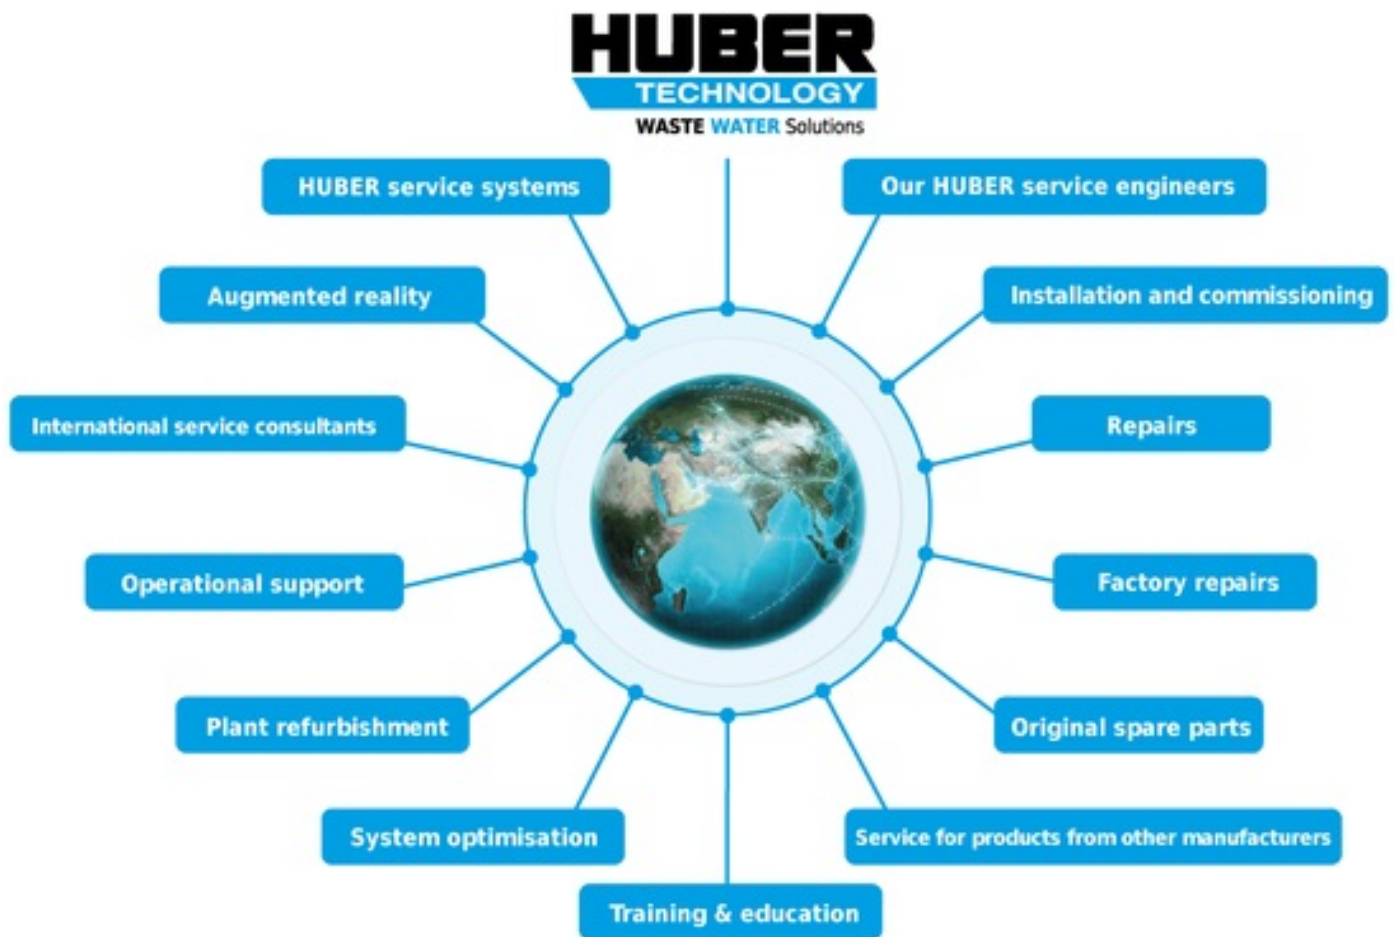 HUBER
TECHNOLOGY
WASTE WATER Solutions
HUBER service systems
Our HUBER service engineers
Augmented reality
Installation and commissioning
International service consultants
Repairs
Operational support
Factory repairs
Plant refurbishment
Original spare parts
System optimisation
Service for products from other manufacturers
Training & education